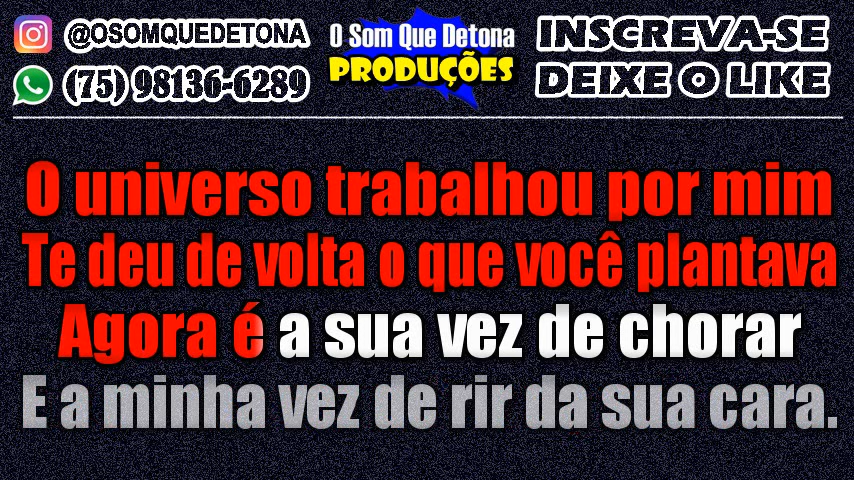 @OSOMQUEDETONA
(75) 98136-6289
O Som Que Detona
PRODUÇÕES
INSCREVA-SE
DEIXE O LIKE
O universo trabalhou por mim
Te deu de volta o que você plantava
Agora é a sua vez de chorar
E a minha vez de rir da sua cara.